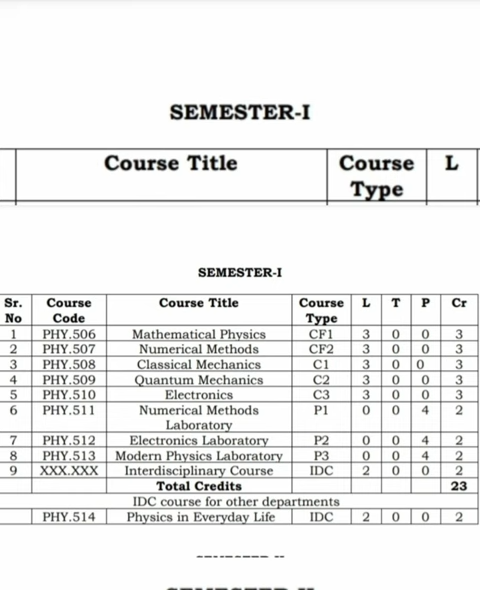 SEMESTER-I
Course Title Course L
Type
SEMESTER-I
Sr. Course Course Title Course L T P Cr
No Code Type
1 PHY.506 Mathematical Physics CF1 3 0 0 3
2 PHY.507 Numerical Methods CF2 3 0 0 3
3 PHY.508 Classical Mechanics C1 3 0 0 3
4 PHY.509 Quantum Mechanics C2 3 0 0 3
5 PHY.510 Electronics C3 3 0 0 3
6 PHY.511 Numerical Methods P1 0 0 4 2
Laboratory
7 PHY.512 Electronics Laboratory P2 0 0 4 2
8 PHY.513 Modern Physics Laboratory P3 0 0 4 2
9 XXX.XXX Interdisciplinary Course IDC 2 0 0 2
Total Credits 23
IDC course for other departments
PHY.514 Physics in Everyday Life IDC 2 0 0 2